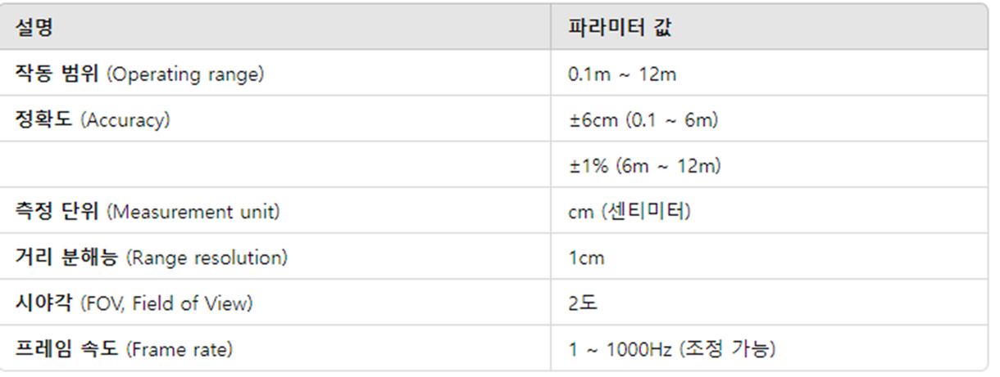 설명 파라미터 값
작동 범위 (Operating range) 0.1m ~ 12m
정확도 (Accuracy) ±6cm (0.1 ~ 6m)
±1% (6m ~ 12m)
측정 단위 (Measurement unit) cm (센티미터)
거리 분해능 (Range resolution) 1cm
시야각 (FOV, Field of View) 2도
프레임 속도 (Frame rate) 1 ~ 1000Hz (조정 가능)